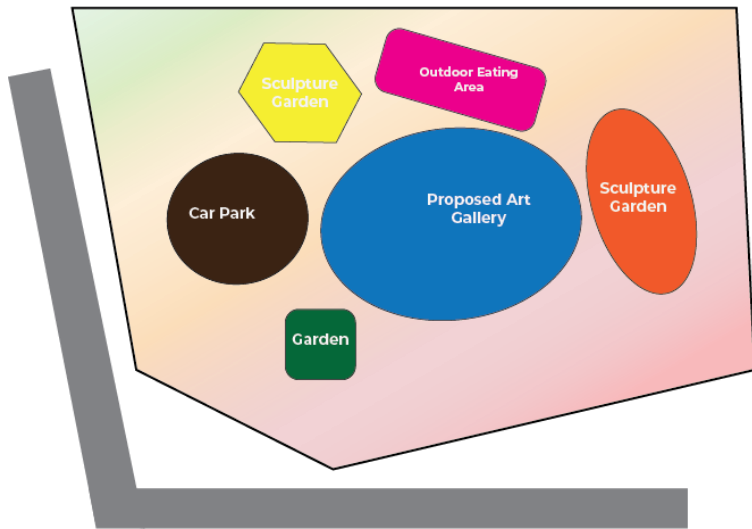 Sculpture
Garden
Outdoor Eating
Area
Car Park
Proposed Art
Gallery
Sculpture
Garden
Garden